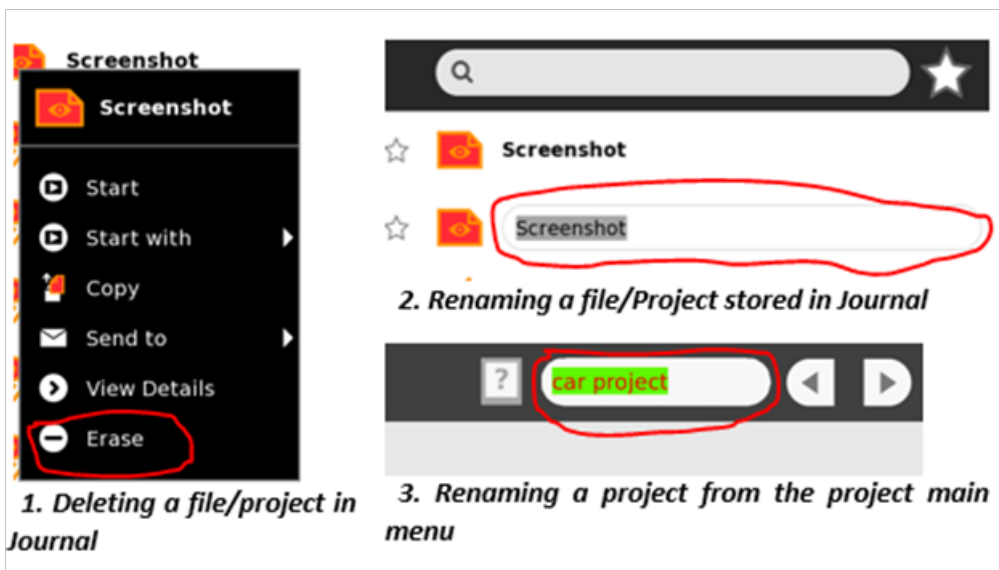 Screenshot
Screenshot
Start
Start with
Copy
Send to
View Details
Erase
1. Deleting a file/project in
Journal
Screenshot
Screenshot
2. Renaming a file/Project stored in Journal
?
car project
3. Renaming a project from the project main
menu